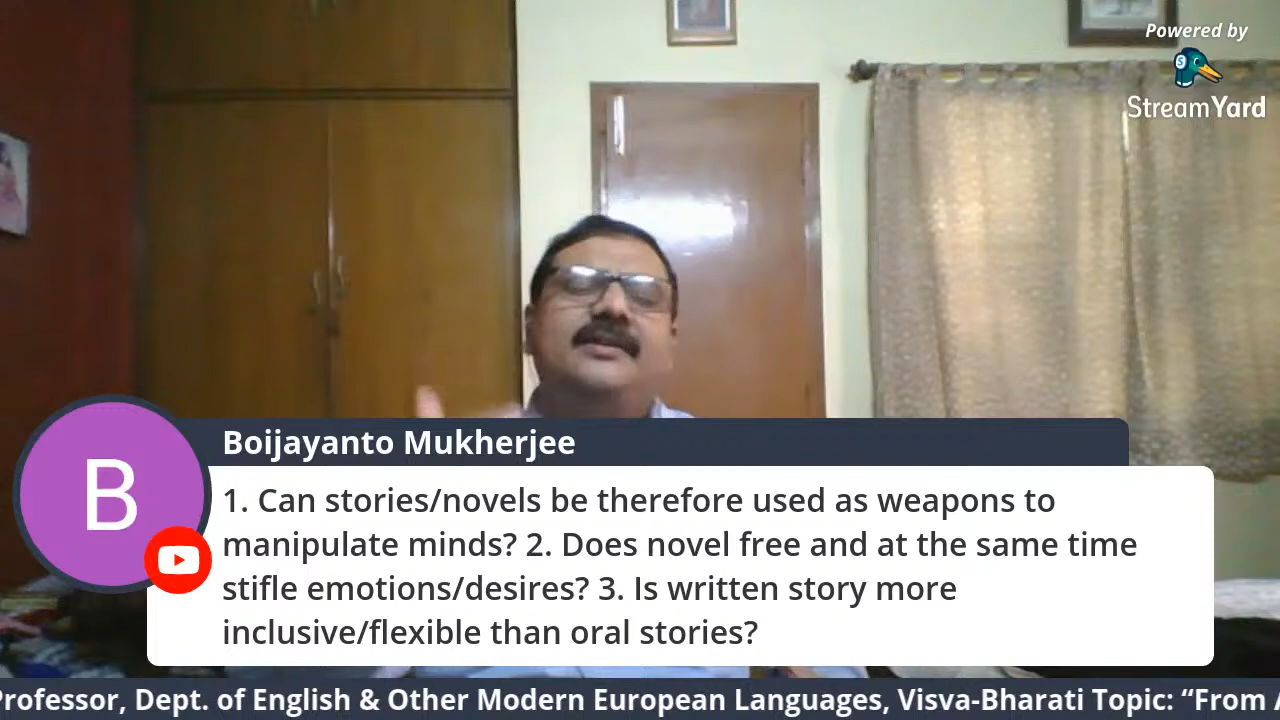 Powered by
StreamYard
Boijayanto Mukherjee
B
1. Can stories/novels be therefore used as weapons to
manipulate minds? 2. Does novel free and at the same time
stifle emotions/desires? 3. Is written story more
inclusive/flexible than oral stories?
Professor, Dept. of English & Other Modern European Languages, Visva-Bharati Topic: “From